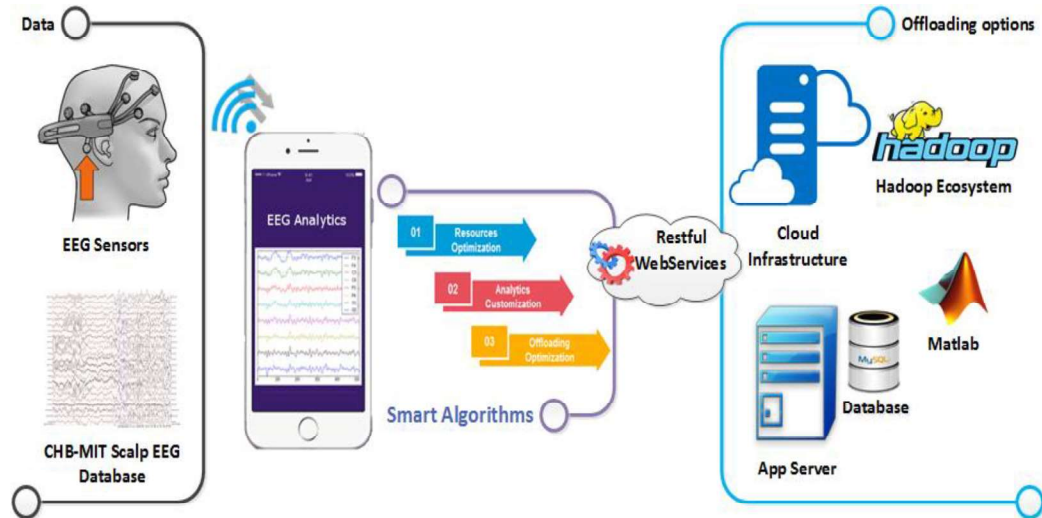 Data
EEG Sensors
CHB-MIT Scalp EEG
Database
EEG Analytics
01
Resources
Optimization
02
Analytics
Customization
03
Offloading
Optimization
Smart Algorithms
Restful
WebServices
Offloading options
hadoop
Hadoop Ecosystem
Cloud
Infrastructure
Matlab
MySQL
Database
App Server